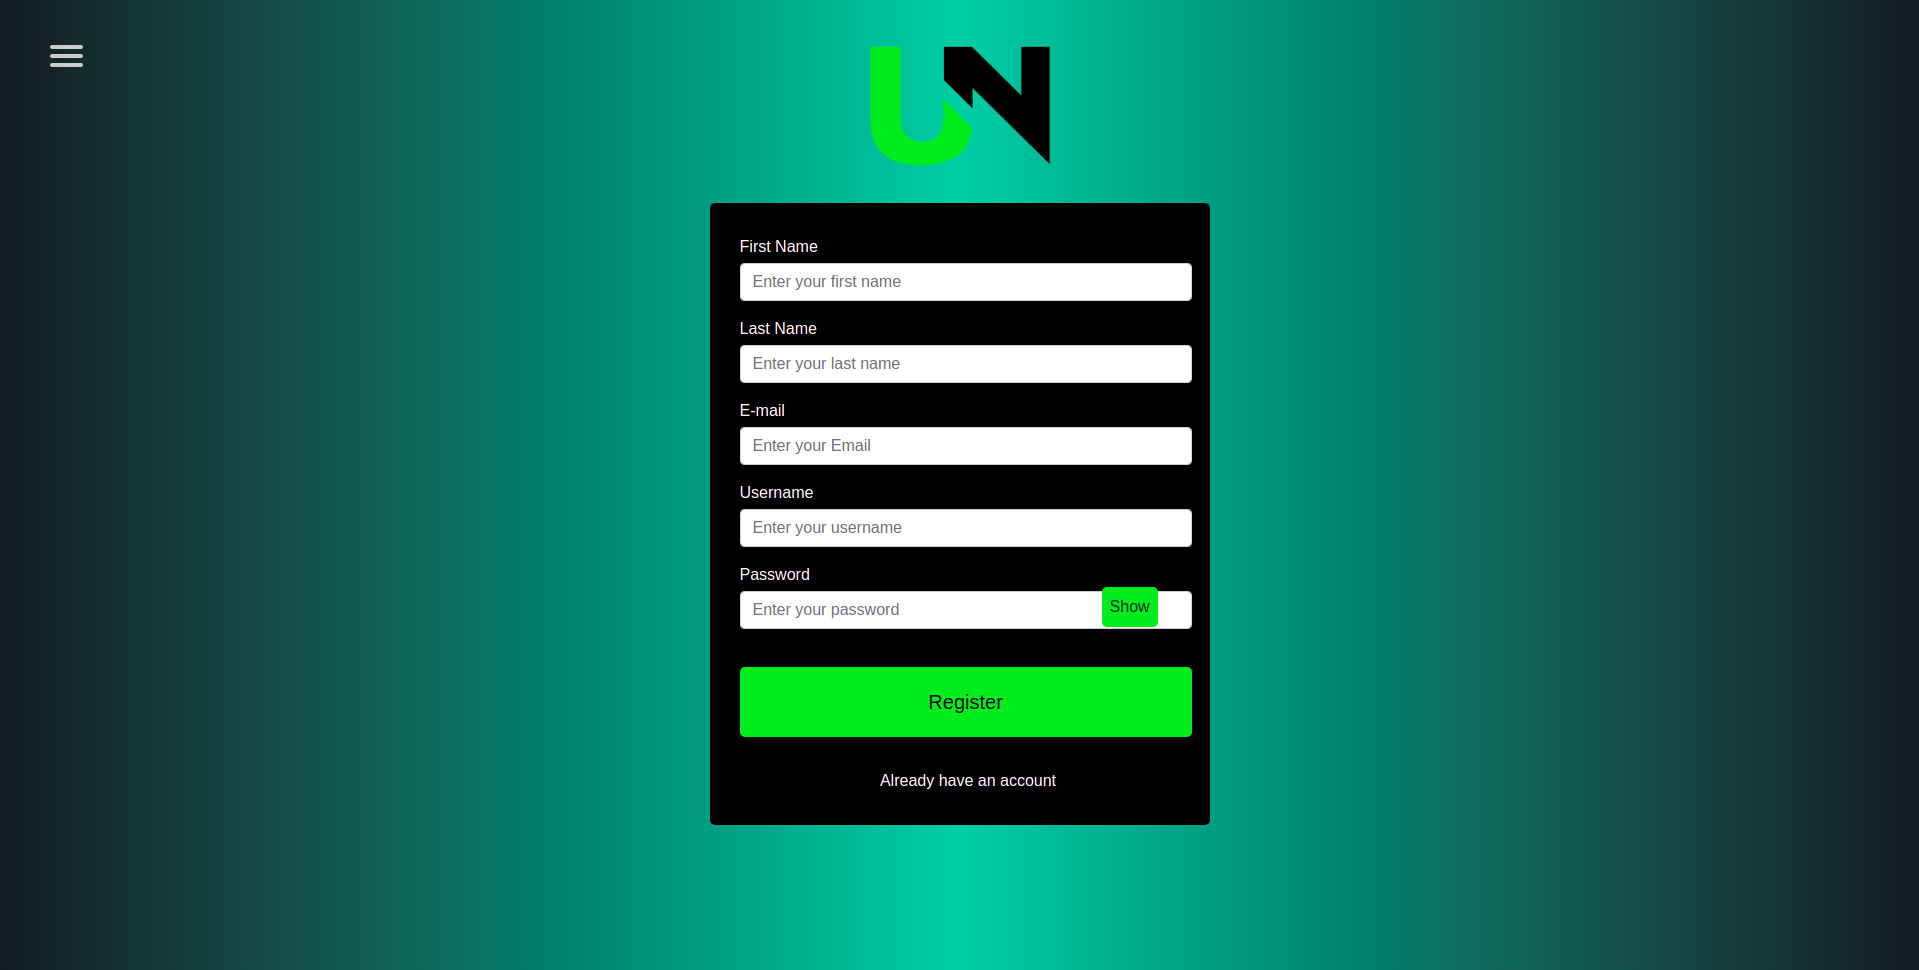 UN
First Name
Enter your first name
Last Name
Enter your last name
E-mail
Enter your Email
Username
Enter your username
Password
Enter your password Show
Register
Already have an account